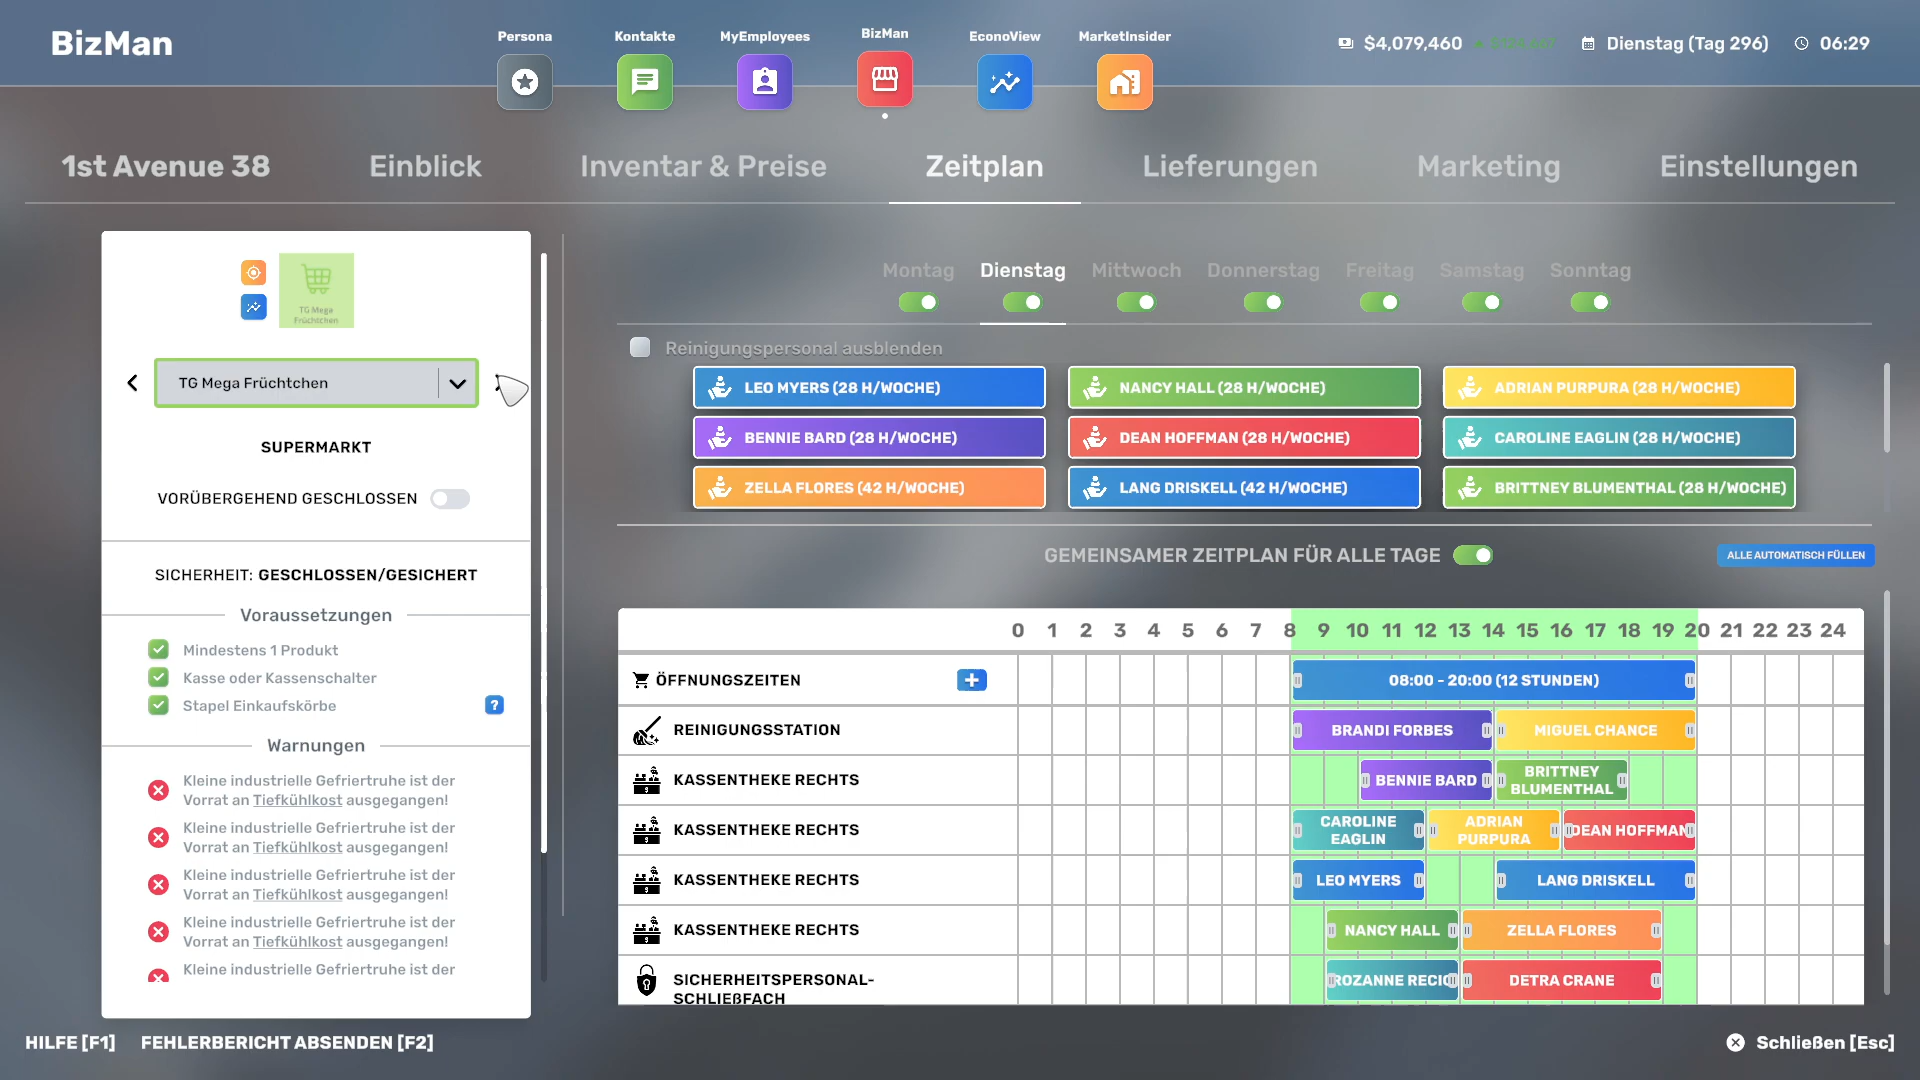 BizMan
Persona
Kontakte
MyEmployees
BizMan
EconoView
MarketInsider
$4,079,460
Dienstag (Tag 296)
06:29
1st Avenue 38
Einblick
Inventar & Preise
Zeitplan
Lieferungen
Marketing
Einstellungen
TG Mega
Früchtchen
TG Mega Früchtchen
SUPERMARKT
VORÜBERGEHEND GESCHLOSSEN
SICHERHEIT: GESCHLOSSEN/GESICHERT
Voraussetzungen
Mindestens 1 Produkt
Kasse oder Kassenschalter
Stapel Einkaufskörbe
?
Warnungen
Kleine industrielle Gefriertruhe ist der
Vorrat an Tiefkühlkost ausgegangen!
Kleine industrielle Gefriertruhe ist der
Vorrat an Tiefkühlkost ausgegangen!
Kleine industrielle Gefriertruhe ist der
Vorrat an Tiefkühlkost ausgegangen!
Kleine industrielle Gefriertruhe ist der
Vorrat an Tiefkühlkost ausgegangen!
Kleine industrielle Gefriertruhe ist der
Montag Dienstag Mittwoch Donnerstag Freitag Samstag Sonntag
Reinigungspersonal ausblenden
LEO MYERS (28 H/WOCHE)
NANCY HALL (28 H/WOCHE)
ADRIAN PURPURA (28 H/WOCHE)
BENNIE BARD (28 H/WOCHE)
DEAN HOFFMAN (28 H/WOCHE)
CAROLINE EAGLIN (28 H/WOCHE)
ZELLA FLORES (42 H/WOCHE)
LANG DRISKELL (42 H/WOCHE)
BRITTNEY BLUMENTHAL (28 H/WOCHE)
GEMEINSAMER ZEITPLAN FÜR ALLE TAGE
ALLE AUTOMATISCH FÜLLEN
0 1 2 3 4 5 6 7 8 9 10 11 12 13 14 15 16 17 18 19 20 21 22 23 24
ÖFFNUNGSZEITEN
08:00 - 20:00 (12 STUNDEN)
REINIGUNGSSTATION
BRANDI FORBES
MIGUEL CHANCE
KASSENTHEKE RECHTS
BENNIE BARD
BRITTNEY
BLUMENTHAL
KASSENTHEKE RECHTS
CAROLINE
EAGLIN
ADRIAN
PURPURA
DEAN HOFFMAN
KASSENTHEKE RECHTS
LEO MYERS
LANG DRISKELL
KASSENTHEKE RECHTS
NANCY HALL
ZELLA FLORES
SICHERHEITSPERSONAL-
SCHLIEẞFACH
ROZANNE RECIO
DETRA CRANE
HILFE [F1]
FEHLERBERICHT ABSENDEN [F2]
Schließen [Esc]